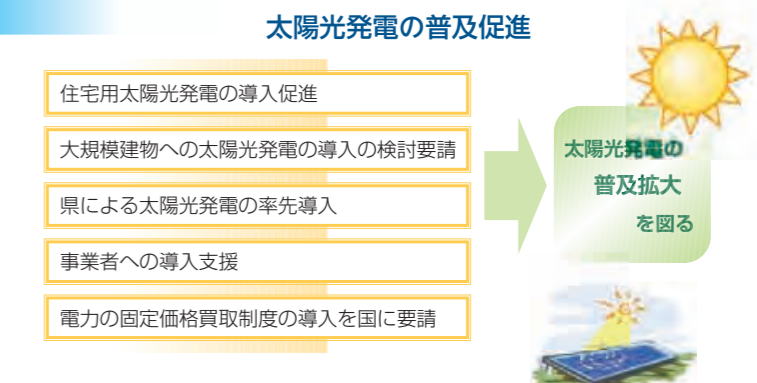 太陽光発電の普及促進
住宅用太陽光発電の導入促進
大規模建物への太陽光発電の導入の検討要請
県による太陽光発電の率先導入
事業者への導入支援
電力の固定価格買取制度の導入を国に要請
太陽光発電の
普及拡大
を図る